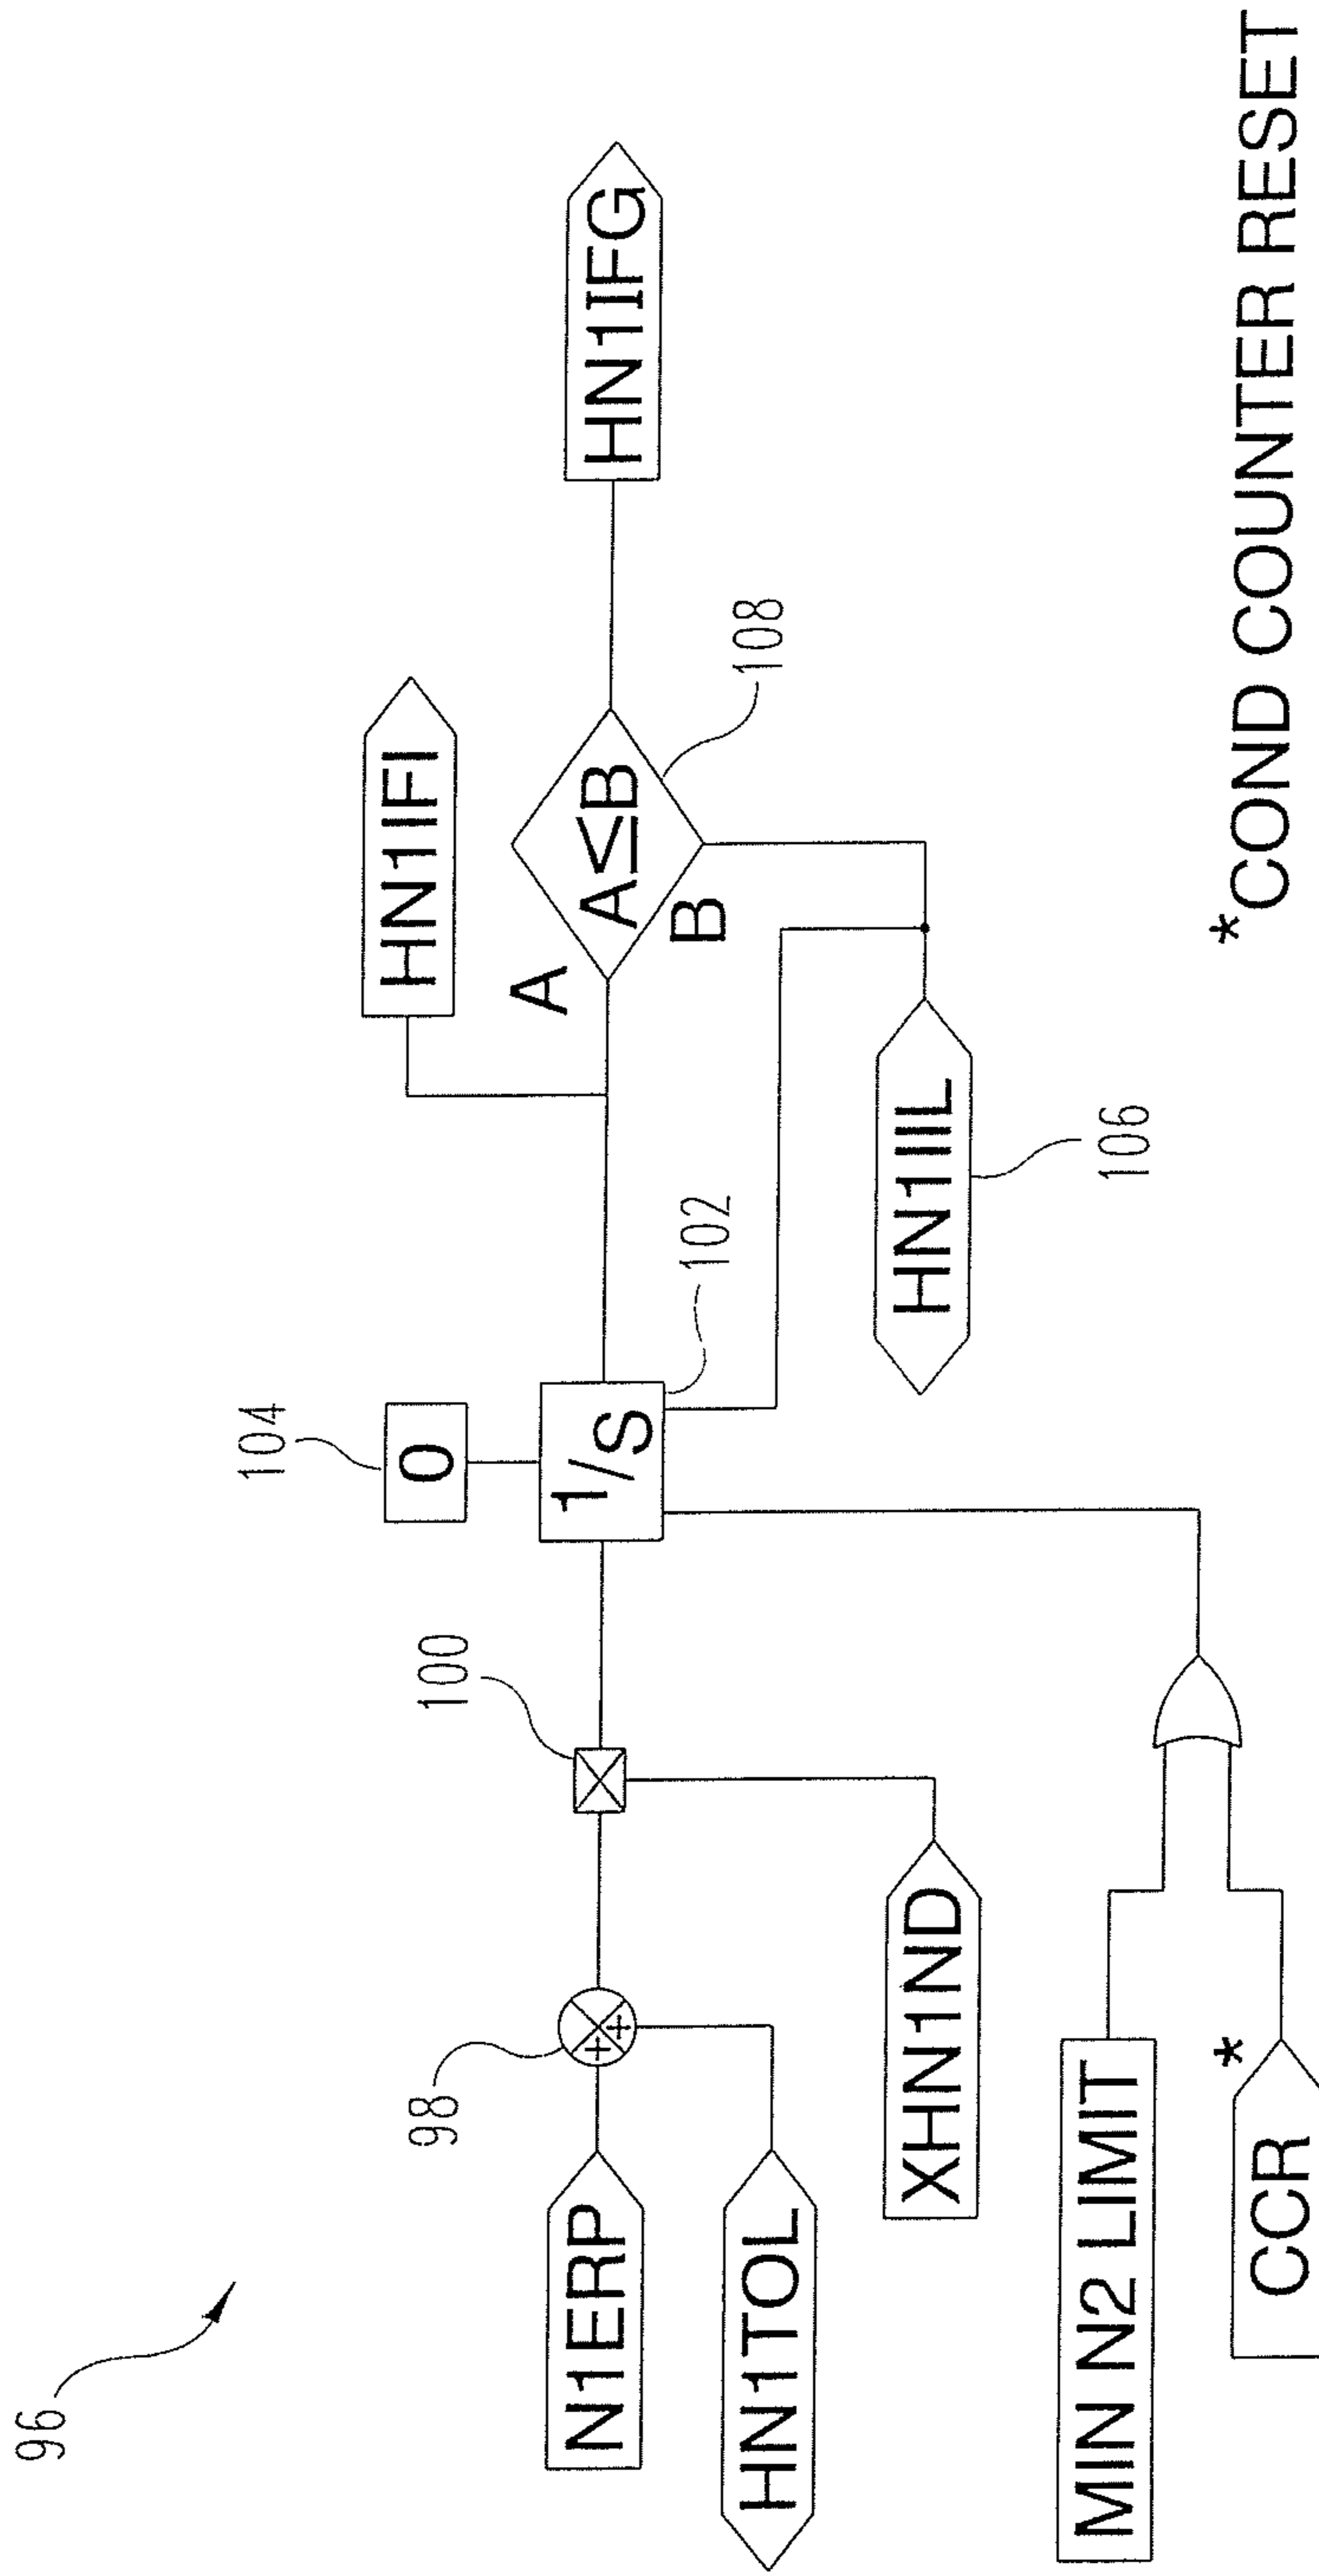 96
N1ERP
98
++
HN1TOL
100
XHN1ND
MIN N2 LIMIT
CCR
*
104
0
1/S
102
HN1IFI
A
A≤B
B
108
HN1IIL
106
HN1IFG
*COND COUNTER RESET